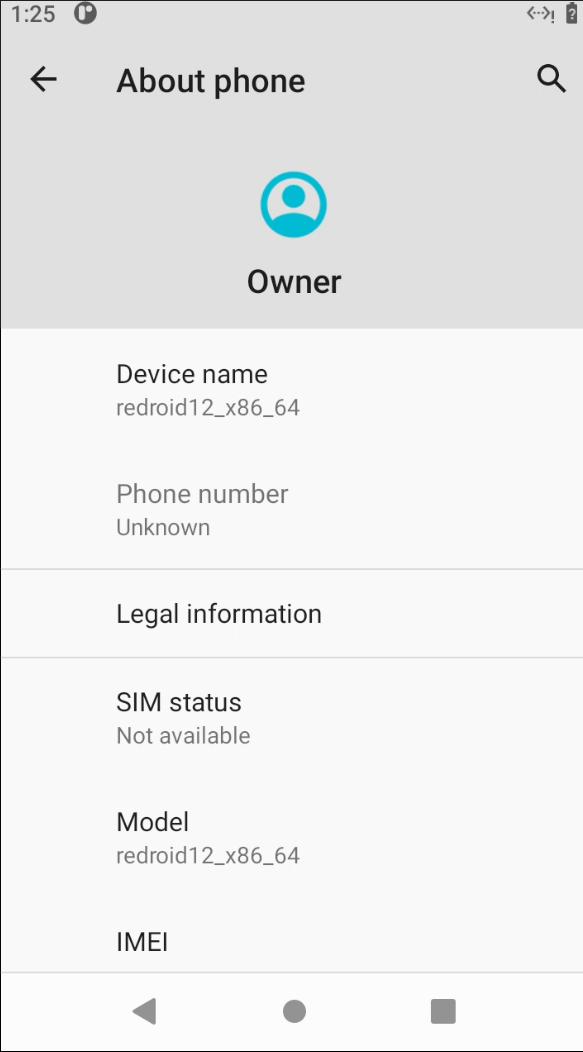 1:25
About phone
Owner
Device name
redroid12_x86_64
Phone number
Unknown
Legal information
SIM status
Not available
Model
redroid12_x86_64
IMEI